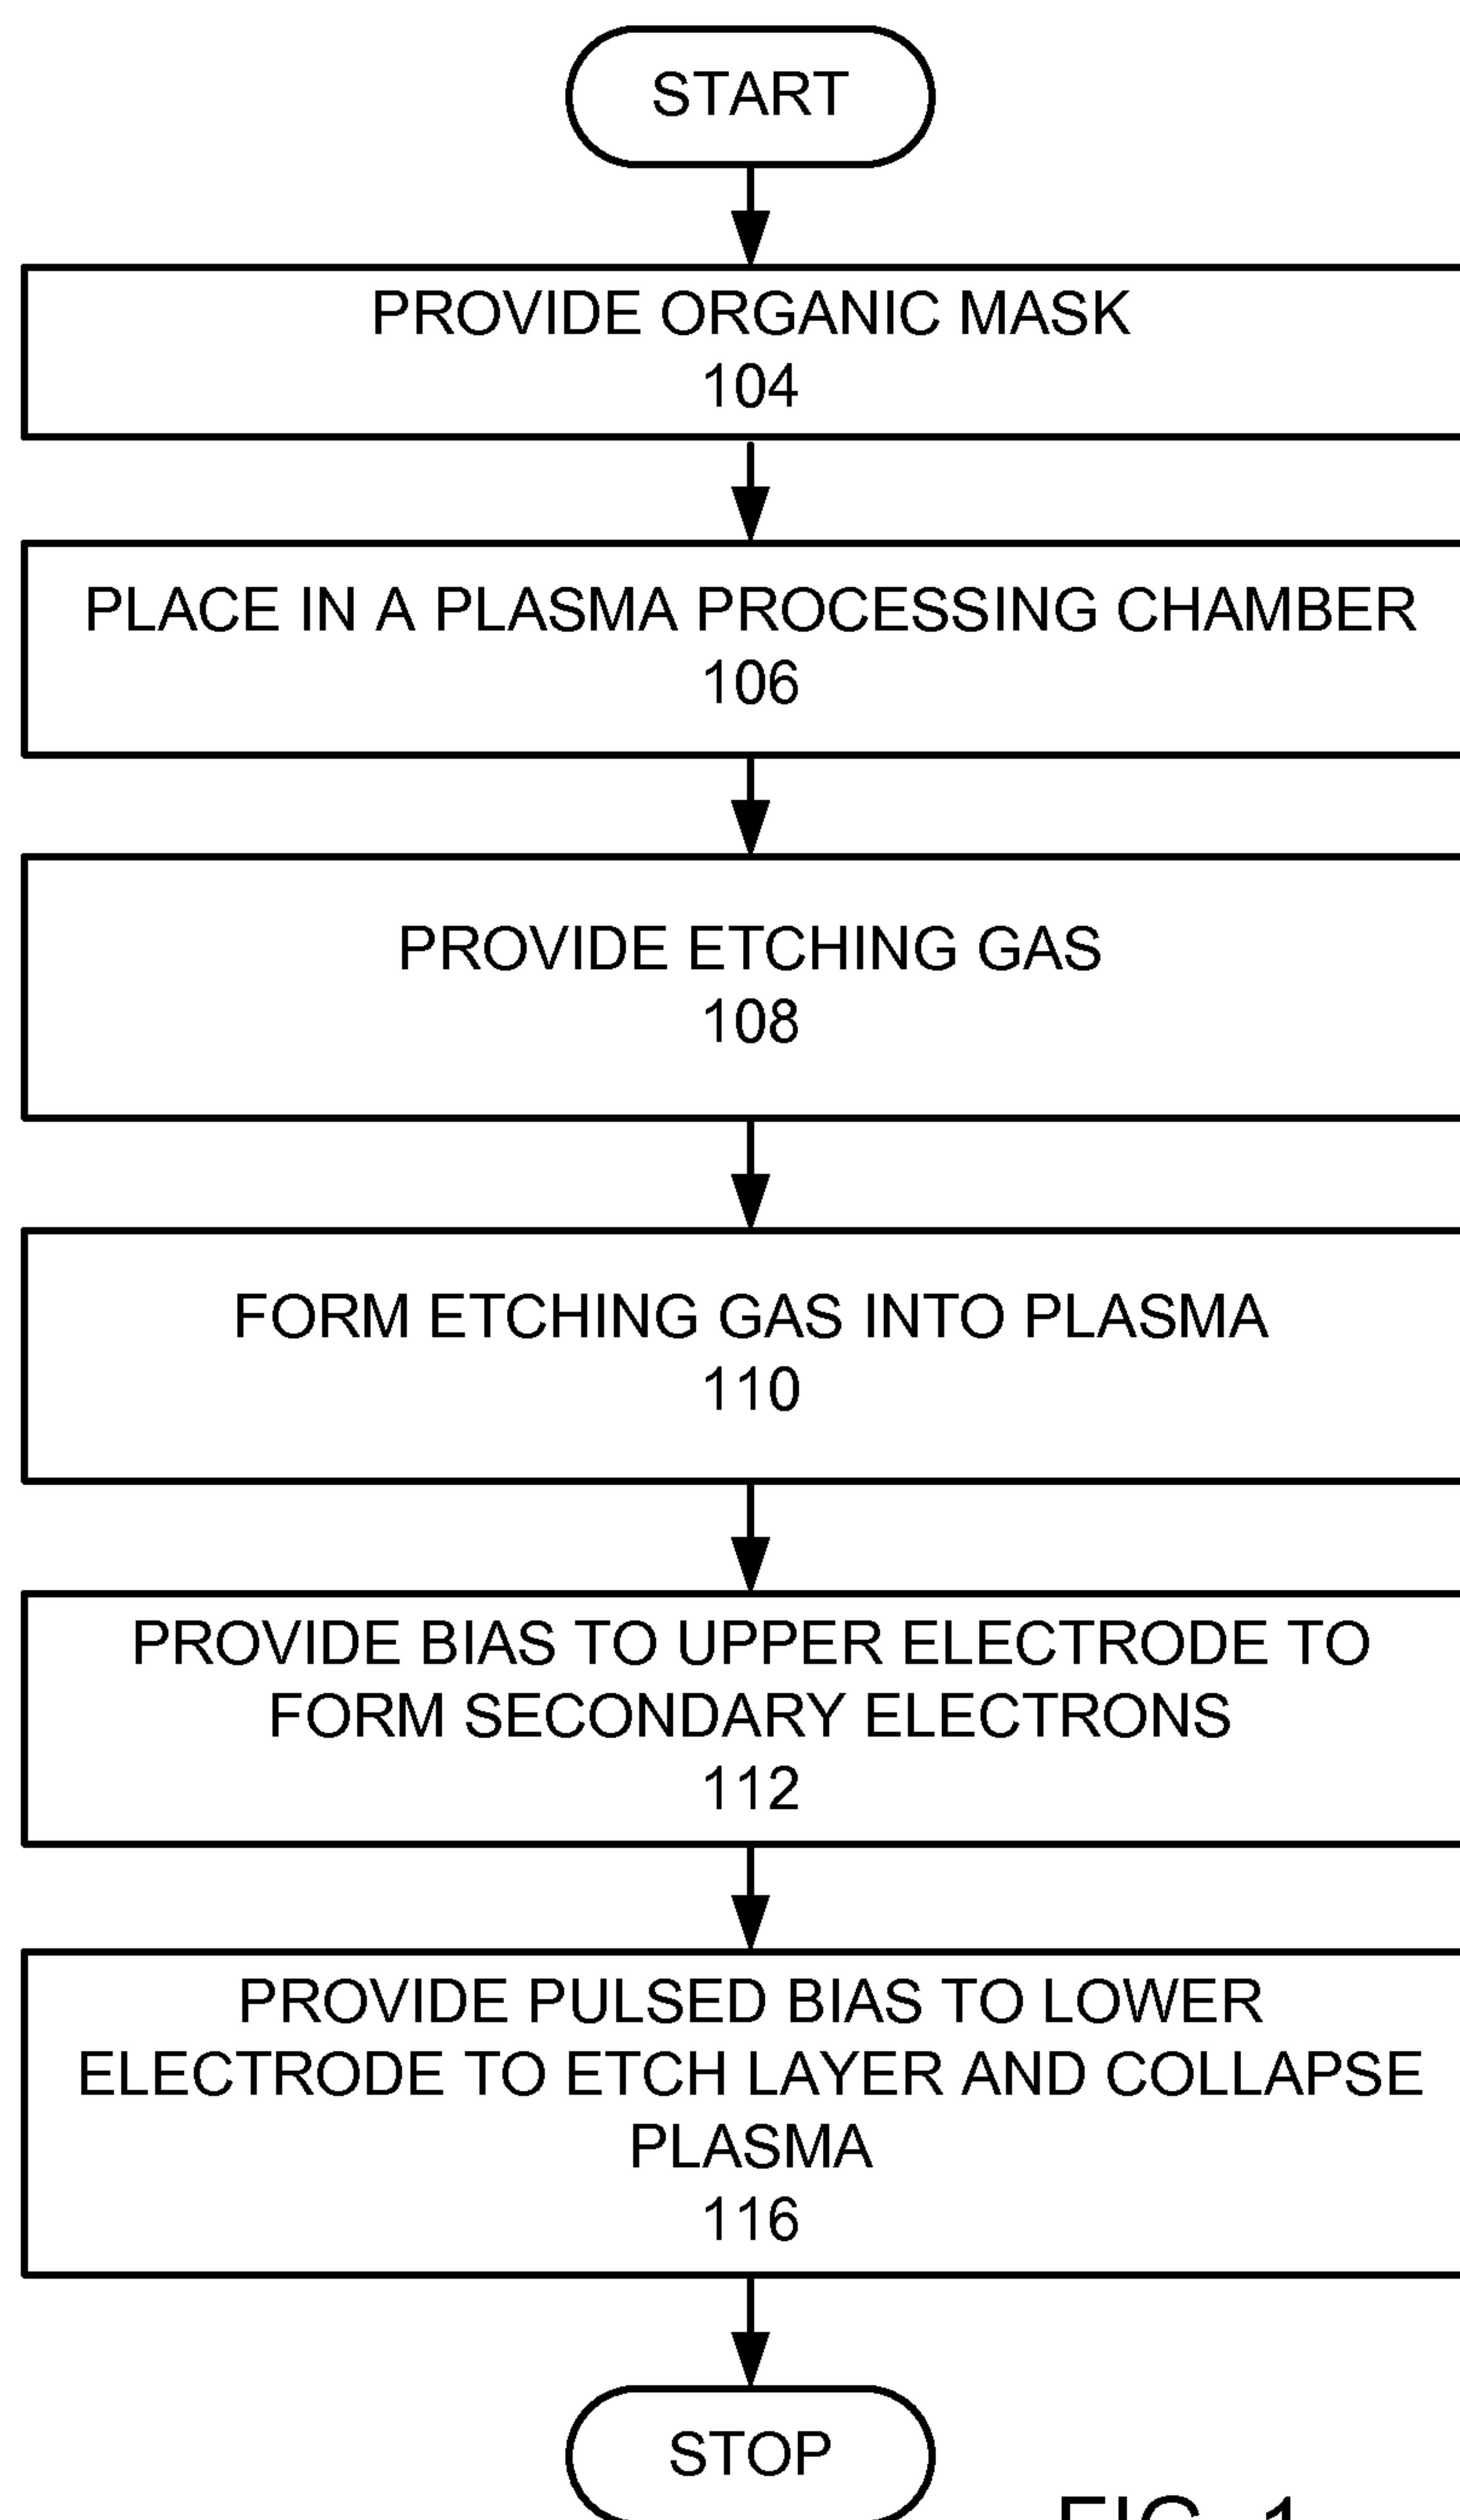 START
PROVIDE ORGANIC MASK
104
PLACE IN A PLASMA PROCESSING CHAMBER
106
PROVIDE ETCHING GAS
108
FORM ETCHING GAS INTO PLASMA
110
PROVIDE BIAS TO UPPER ELECTRODE TO
FORM SECONDARY ELECTRONS
112
PROVIDE PULSED BIAS TO LOWER
ELECTRODE TO ETCH LAYER AND COLLAPSE
PLASMA
116
STOP
FIG. 1